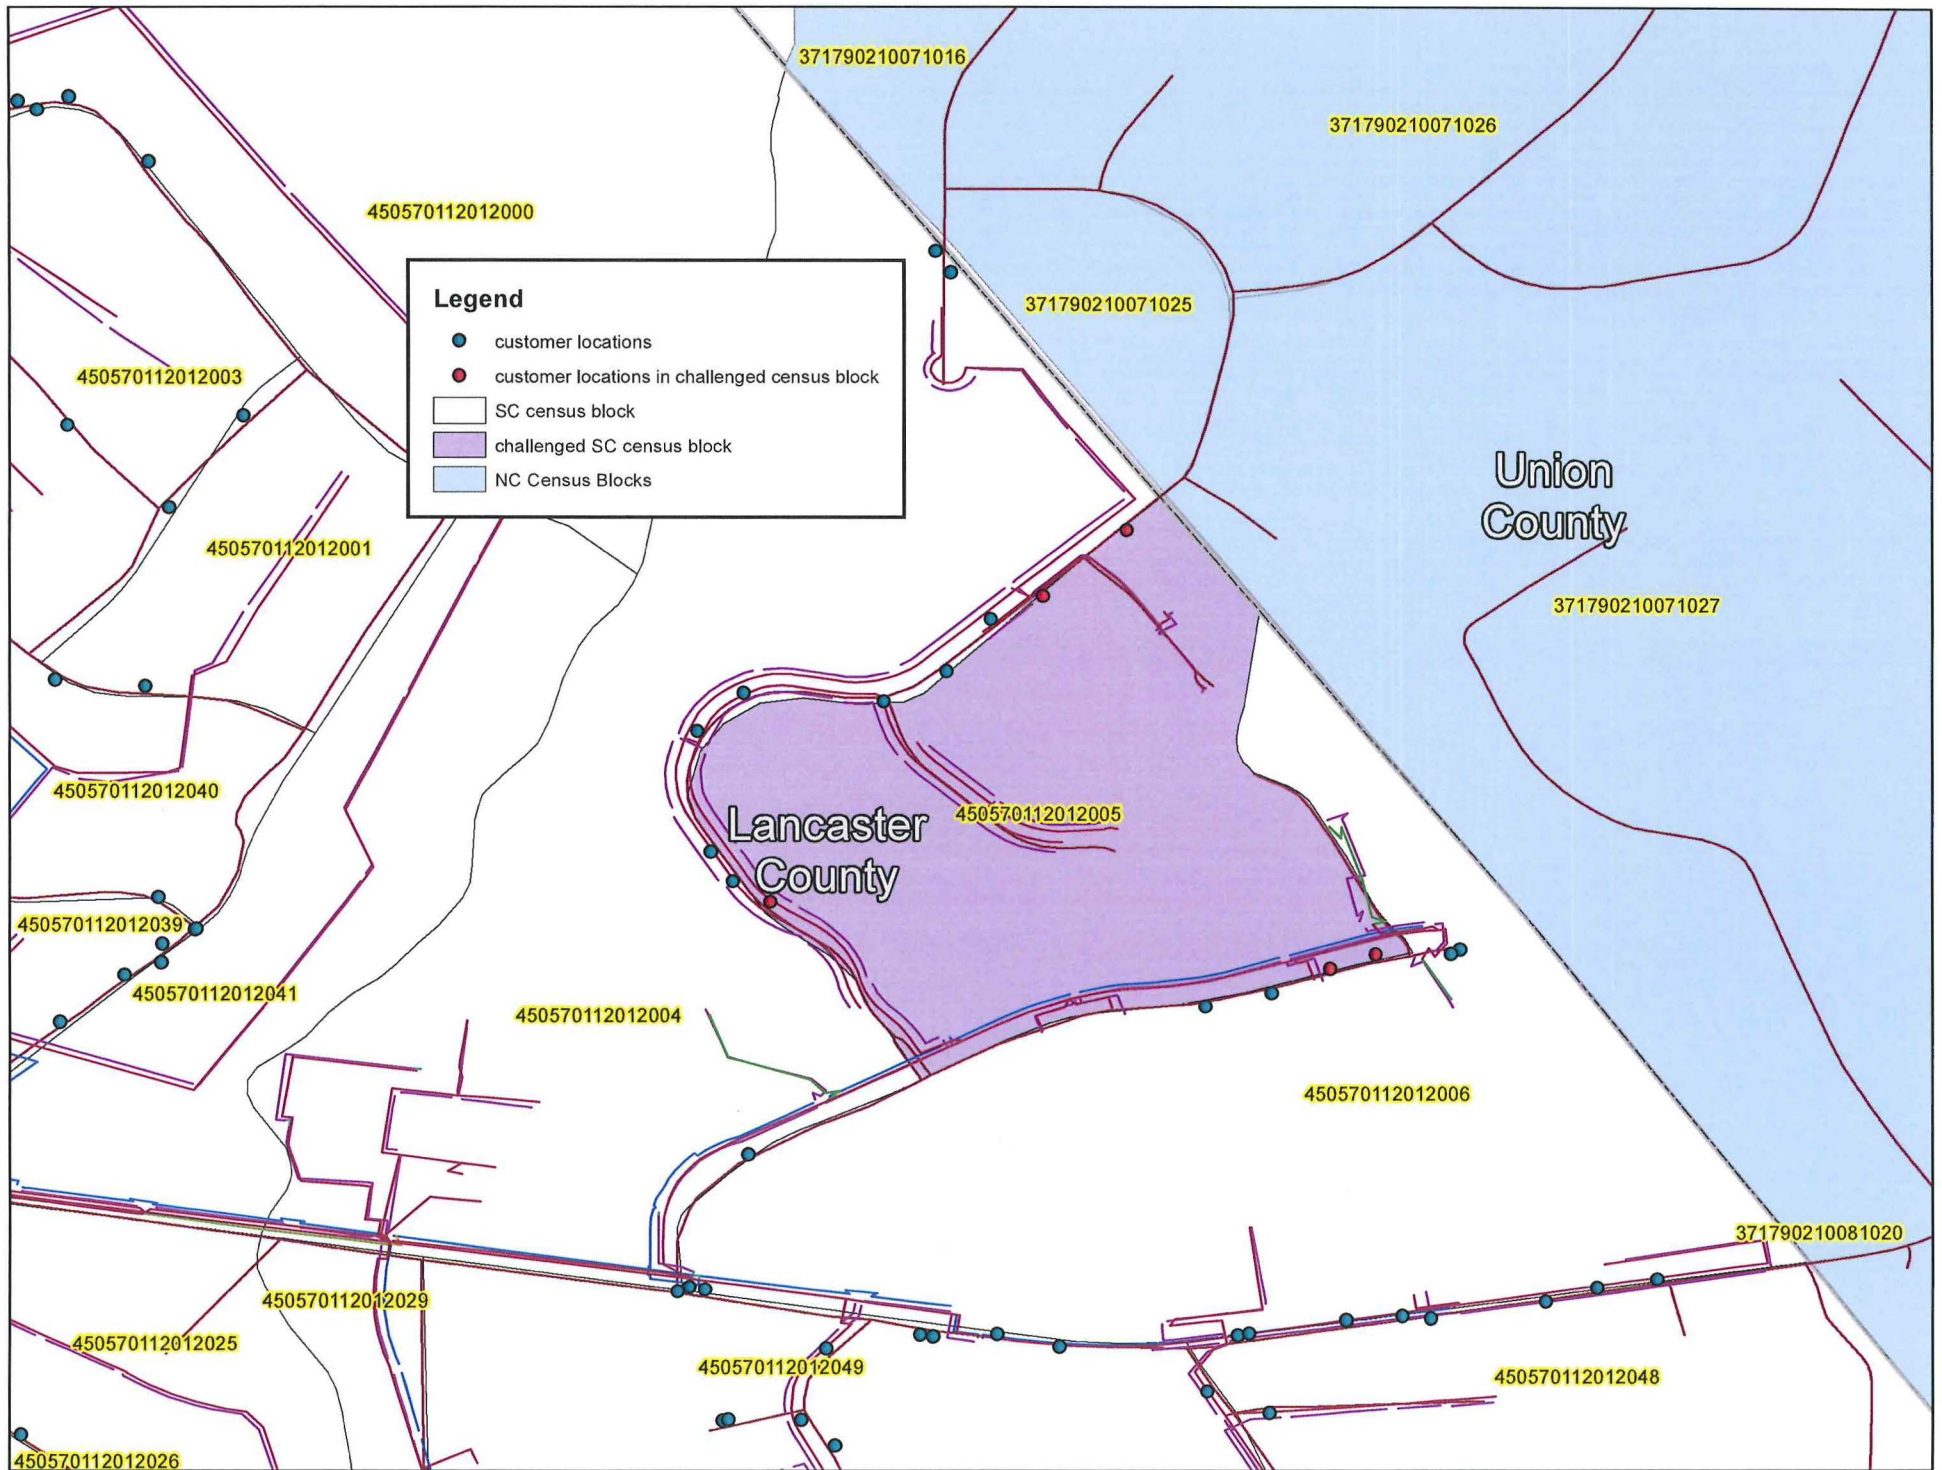 371790210071016
371790210071026
450570112012000
371790210071025
Legend
customer locations
customer locations in challenged census block
SC census block
challenged SC census block
NC Census Blocks
450570112012003
Union
County
450570112012001
371790210071027
450570112012040
Lancaster
County
450570112012005
450570112012039
450570112012041
450570112012004
450570112012006
371790210081020
450570112012029
450570112012025
450570112012049
450570112012048
450570112012026